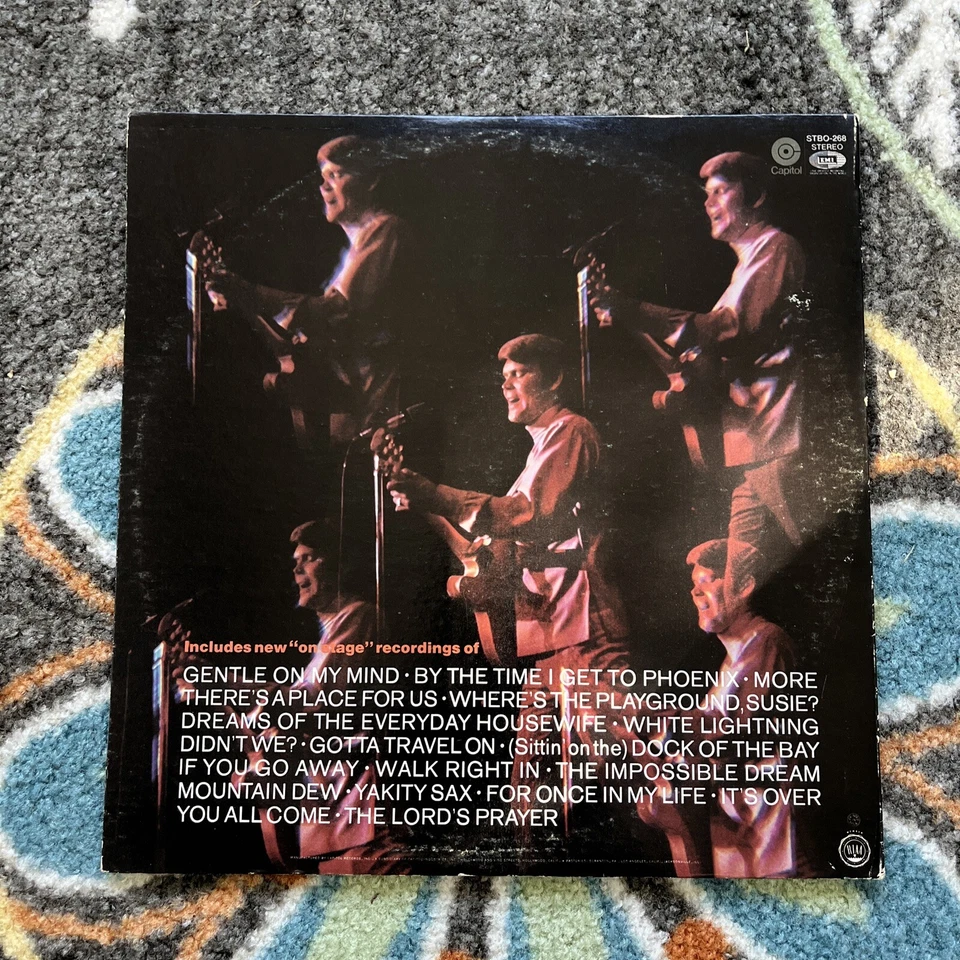 STBO-268
STEREO
Capitol
EMI
Includes new "on stage" recordings of
GENTLE ON MY MIND • BY THE TIME I GET TO PHOENIX • MORE
THERE'S A PLACE FOR US • WHERE'S THE PLAYGROUND, SUSIE?
DREAMS OF THE EVERYDAY HOUSEWIFE • WHITE LIGHTNING
DIDN'T WE? • GOTTA TRAVEL ON • (Sittin' on the) DOCK OF THE BAY
IF YOU GO AWAY • WALK RIGHT IN • THE IMPOSSIBLE DREAM
MOUNTAIN DEW • YAKITY SAX • FOR ONCE IN MY LIFE • IT'S OVER
YOU ALL COME • THE LORD'S PRAYER